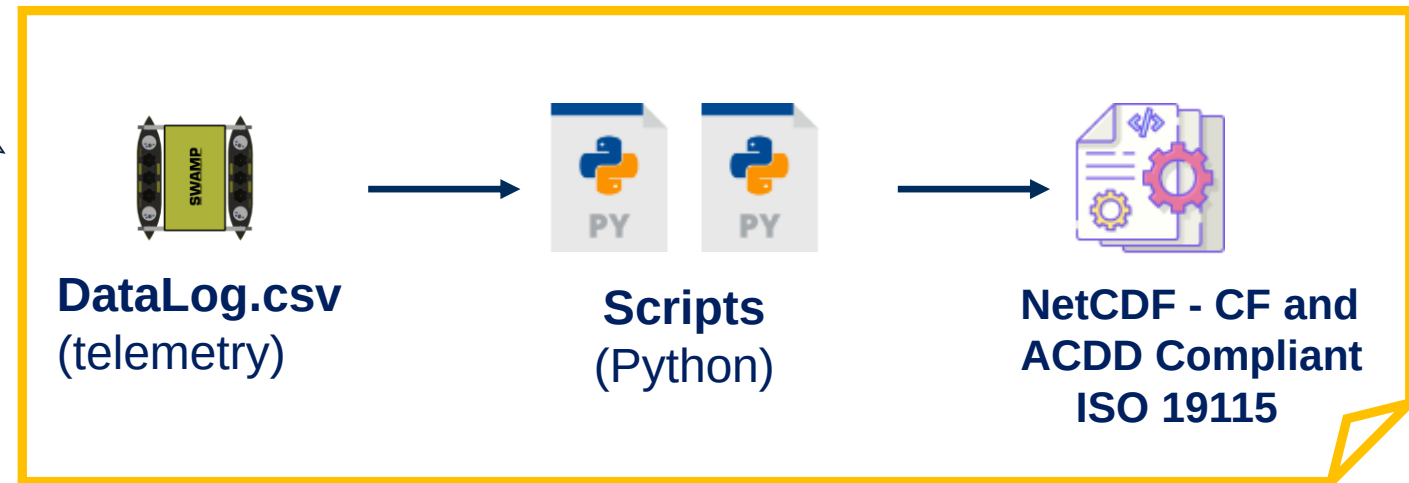 SWAMP
PY
PY
DataLog.csv
(telemetry)
Scripts
(Python)
</>
NetCDF - CF and
ACDD Compliant
ISO 19115